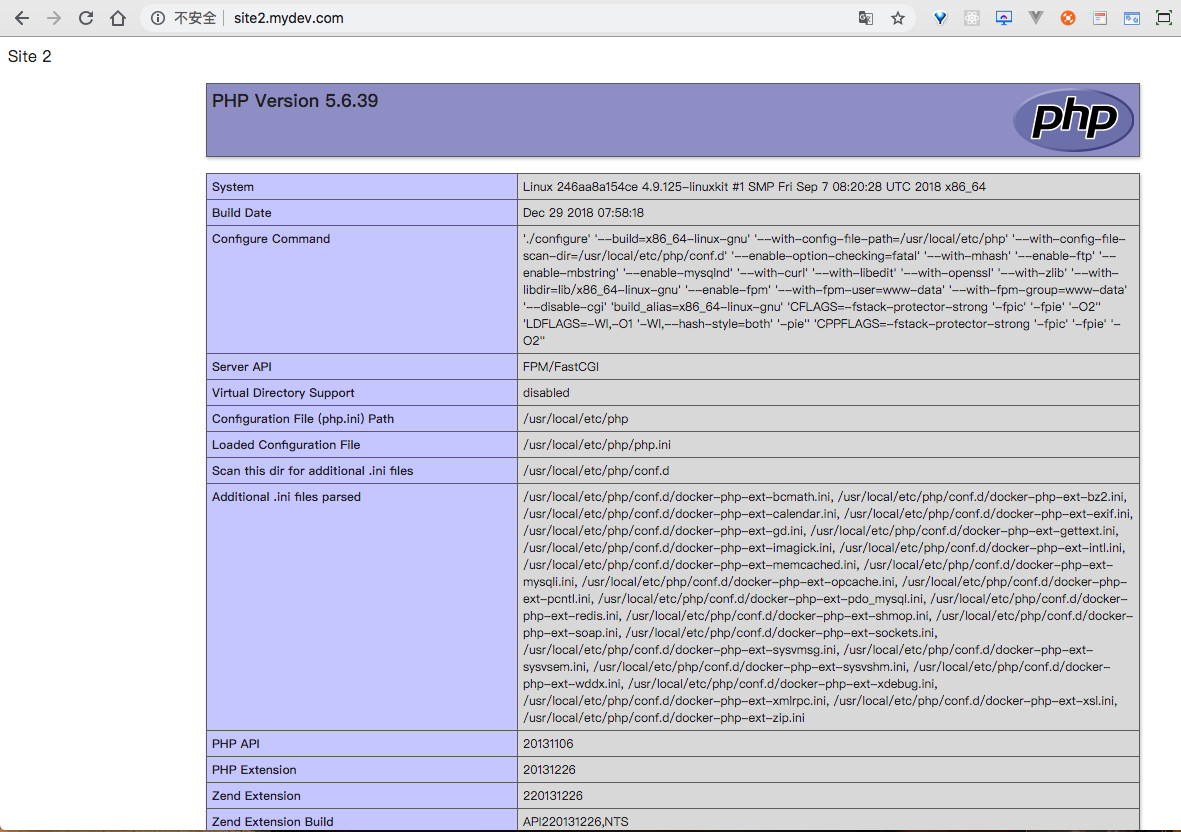 不安全 site2.mydev.com
Site 2
PHP Version 5.6.39
php
System Linux 246aa8a154ce 4.9.125-linuxkit #1 SMP Fri Sep 7 08:20:28 UTC 2018 x86_64
Build Date Dec 29 2018 07:58:18
Configure Command './configure' '--build=x86_64-linux-gnu' '--with-config-file-path=/usr/local/etc/php' '--with-config-file-
scan-dir=/usr/local/etc/php/conf.d' '--enable-option-checking=fatal' '--with-mhash' '--enable-ftp' '--
enable-mbstring' '--enable-mysqlnd' '--with-curl' '--with-libedit' '--with-openssl' '--with-zlib' '--with-
libdir=lib/x86_64-linux-gnu' '--enable-fpm' '--with-fpm-user=www-data' '--with-fpm-group=www-data'
'--disable-cgi' 'build_alias=x86_64-linux-gnu' 'CFLAGS=-fstack-protector-strong '-fpic' '-fpie' '-O2''
'LDFLAGS=-Wl,-O1 '-Wl,--hash-style=both' '-pie'' 'CPPFLAGS=-fstack-protector-strong '-fpic' '-fpie' '-
O2''
Server API FPM/FastCGI
Virtual Directory Support disabled
Configuration File (php.ini) Path /usr/local/etc/php
Loaded Configuration File /usr/local/etc/php/php.ini
Scan this dir for additional .ini files /usr/local/etc/php/conf.d
Additional .ini files parsed /usr/local/etc/php/conf.d/docker-php-ext-bcmath.ini, /usr/local/etc/php/conf.d/docker-php-ext-bz2.ini,
/usr/local/etc/php/conf.d/docker-php-ext-calendar.ini, /usr/local/etc/php/conf.d/docker-php-ext-exif.ini,
/usr/local/etc/php/conf.d/docker-php-ext-gd.ini, /usr/local/etc/php/conf.d/docker-php-ext-gettext.ini,
/usr/local/etc/php/conf.d/docker-php-ext-imagick.ini, /usr/local/etc/php/conf.d/docker-php-ext-intl.ini,
/usr/local/etc/php/conf.d/docker-php-ext-memcached.ini, /usr/local/etc/php/conf.d/docker-php-ext-
mysqli.ini, /usr/local/etc/php/conf.d/docker-php-ext-opcache.ini, /usr/local/etc/php/conf.d/docker-php-
ext-pcntl.ini, /usr/local/etc/php/conf.d/docker-php-ext-pdo_mysql.ini, /usr/local/etc/php/conf.d/docker-
php-ext-redis.ini, /usr/local/etc/php/conf.d/docker-php-ext-shmop.ini, /usr/local/etc/php/conf.d/docker-
php-ext-soap.ini, /usr/local/etc/php/conf.d/docker-php-ext-sockets.ini,
/usr/local/etc/php/conf.d/docker-php-ext-sysvmsg.ini, /usr/local/etc/php/conf.d/docker-php-ext-
sysvsem.ini, /usr/local/etc/php/conf.d/docker-php-ext-sysvshm.ini, /usr/local/etc/php/conf.d/docker-
php-ext-wddx.ini, /usr/local/etc/php/conf.d/docker-php-ext-xdebug.ini,
/usr/local/etc/php/conf.d/docker-php-ext-xmlrpc.ini, /usr/local/etc/php/conf.d/docker-php-ext-xsl.ini,
/usr/local/etc/php/conf.d/docker-php-ext-zip.ini
PHP API 20131106
PHP Extension 20131226
Zend Extension 220131226
Zend Extension Build API220131226,NTS